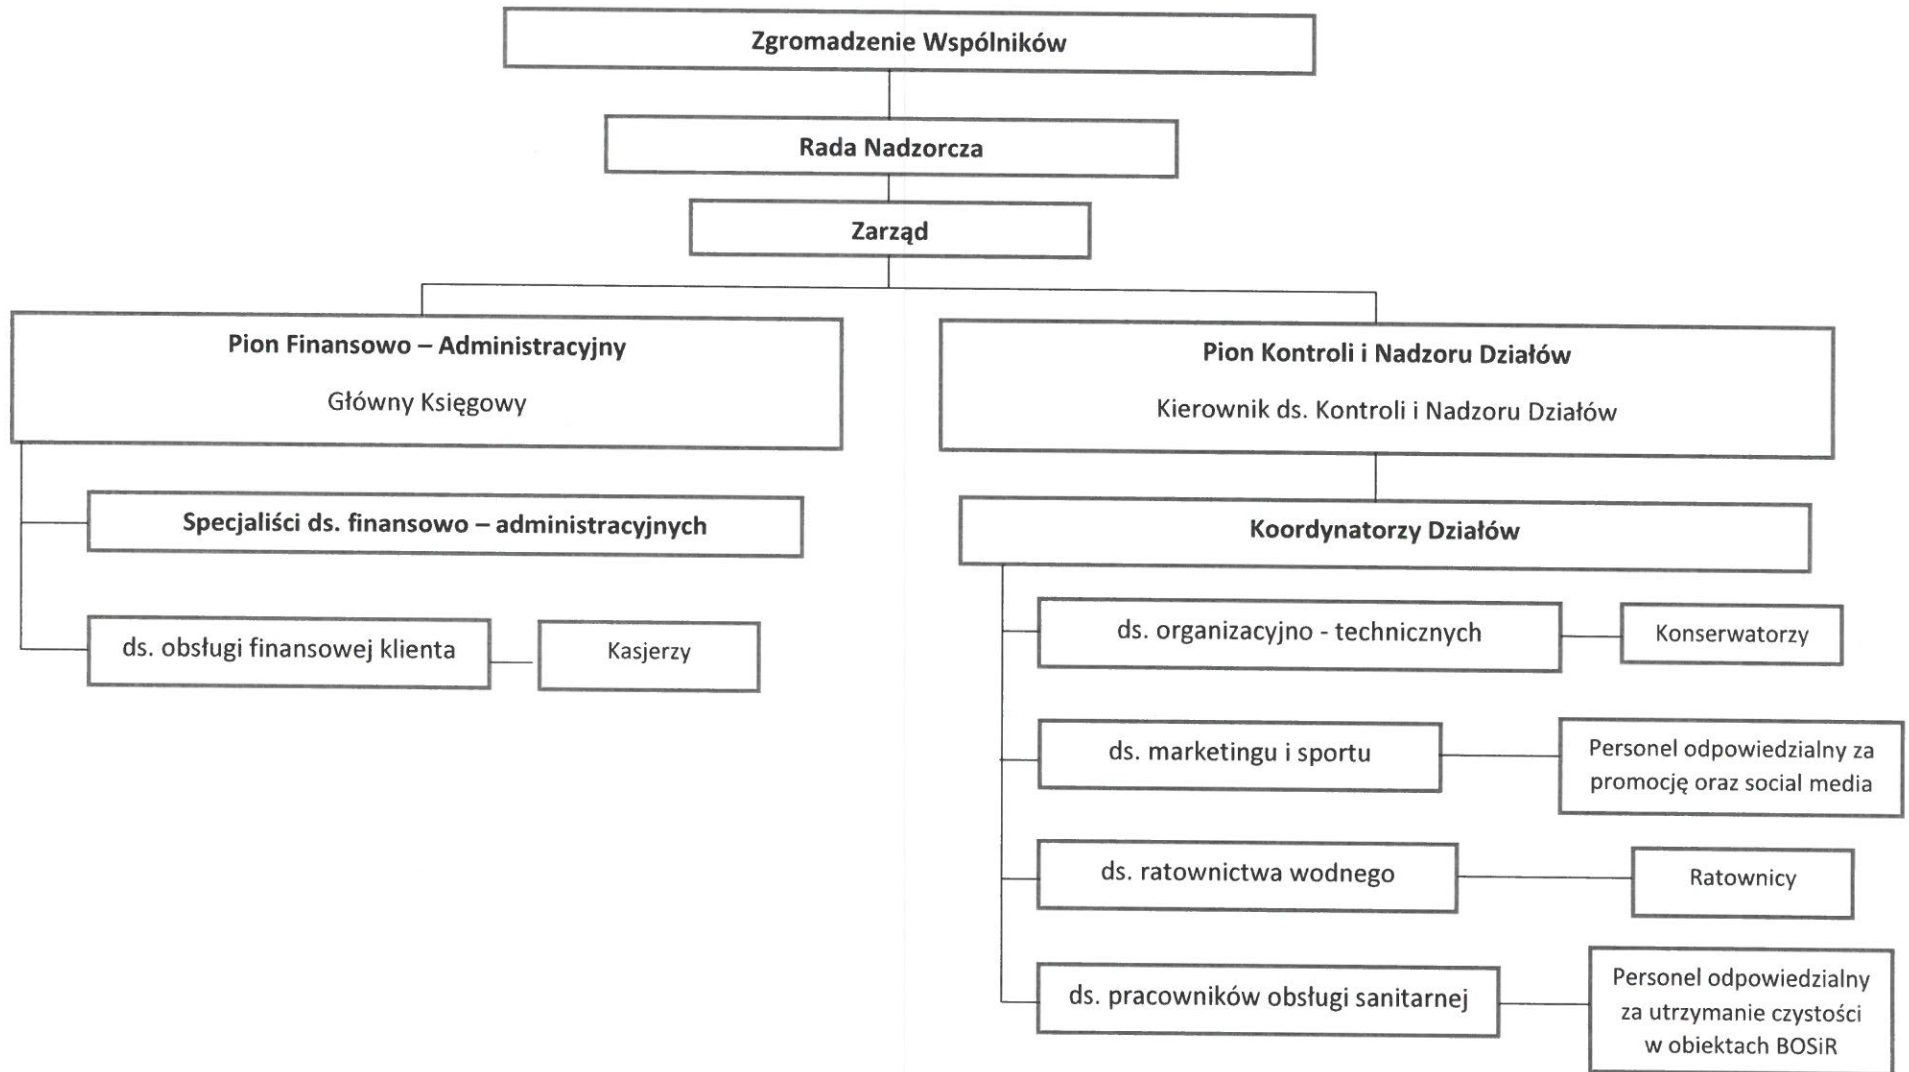 Zgromadzenie Wspólników
Rada Nadzorcza
Zarząd
Pion Finansowo – Administracyjny
Główny Księgowy
Specjaliści ds. finansowo – administracyjnych
ds. obsługi finansowej klienta
Kasjerzy
Pion Kontroli i Nadzoru Działów
Kierownik ds. Kontroli i Nadzoru Działów
Koordynatorzy Działów
ds. organizacyjno - technicznych
Konserwatorzy
ds. marketingu i sportu
Personel odpowiedzialny za
promocję oraz social media
ds. ratownictwa wodnego
Ratownicy
ds. pracowników obsługi sanitarnej
Personel odpowiedzialny
za utrzymanie czystości
w obiektach BOSiR